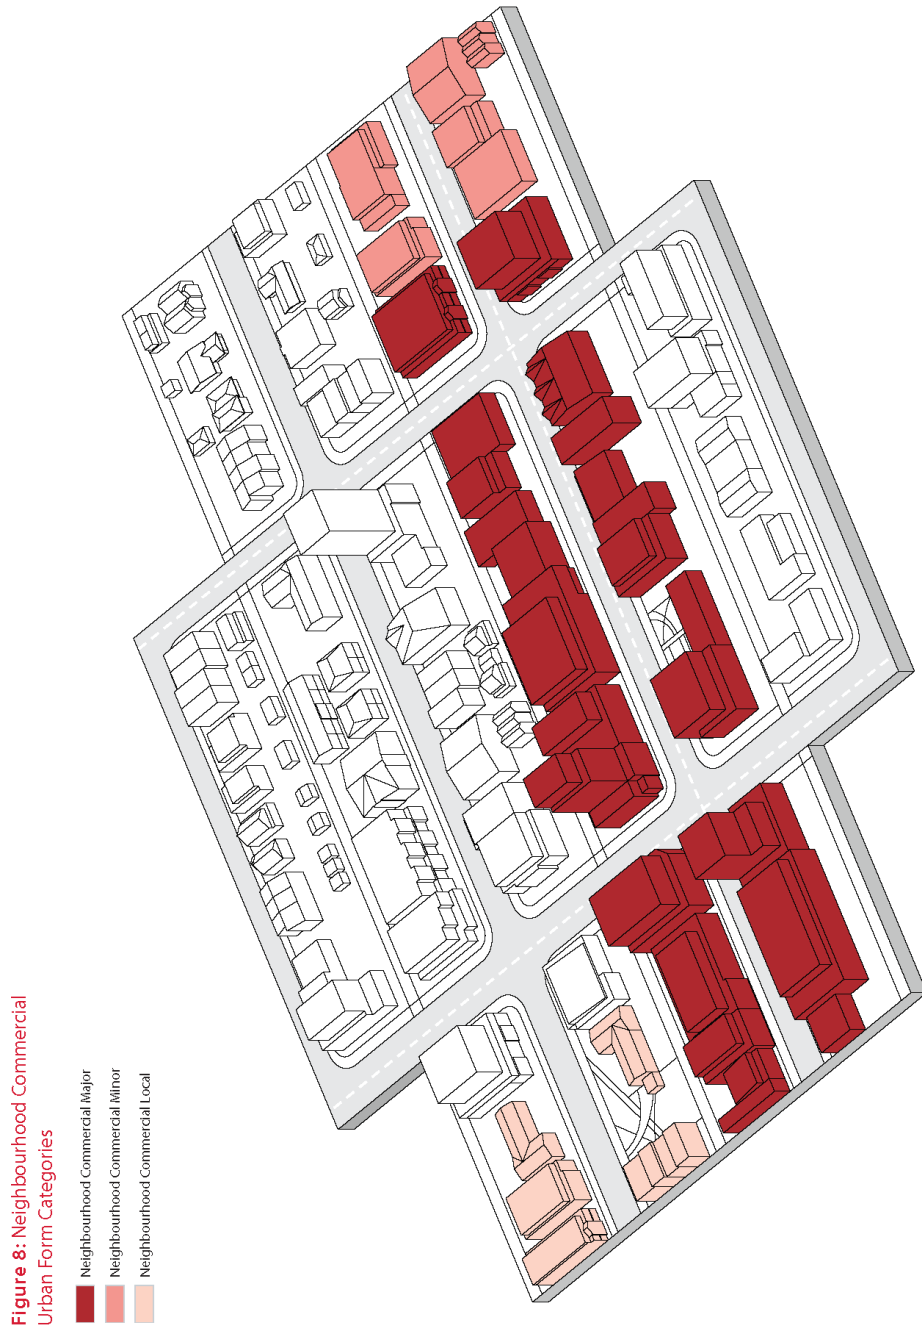 Figure 8: Neighbourhood Commercial
Urban Form Categories
Neighbourhood Commercial Major
Neighbourhood Commercial Minor
Neighbourhood Commercial Local